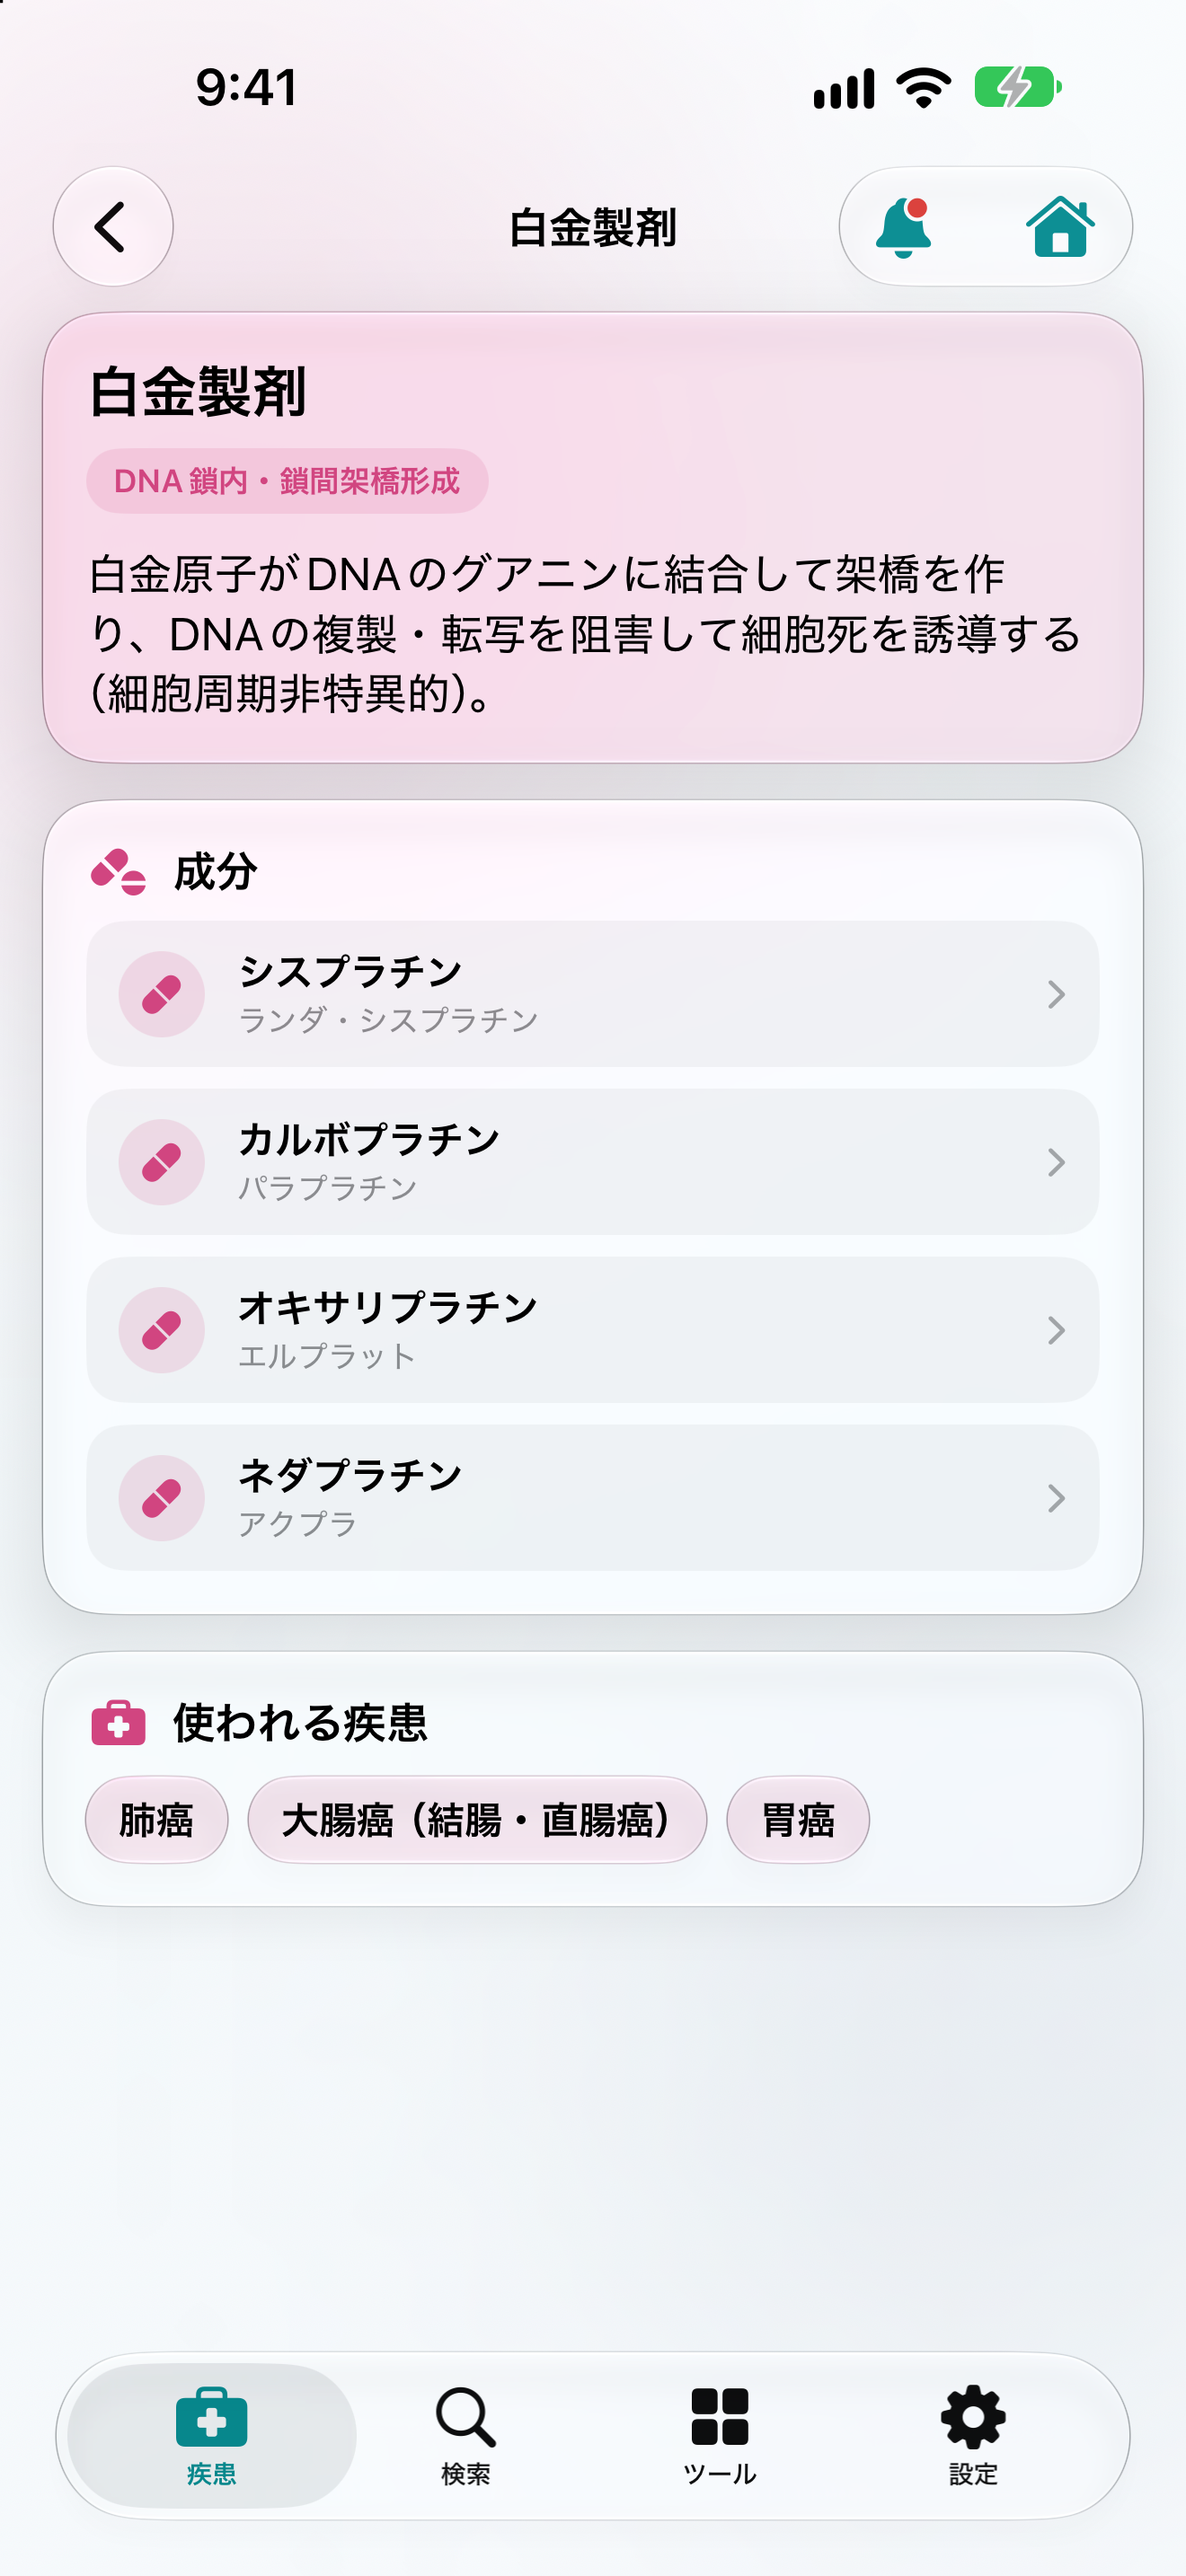 9:41
白金製剤
白金製剤
DNA鎖内・鎖間架橋形成
白金原子がDNAのグアニンに結合して架橋を作
り、DNAの複製・転写を阻害して細胞死を誘導する
（細胞周期非特異的）。
成分
シスプラチン
ランダ・シスプラチン
カルボプラチン
パラプラチン
オキサリプラチン
エルプラット
ネダプラチン
アクプラ
使われる疾患
肺癌
大腸癌（結腸・直腸癌）
胃癌
疾患
検索
ツール
設定